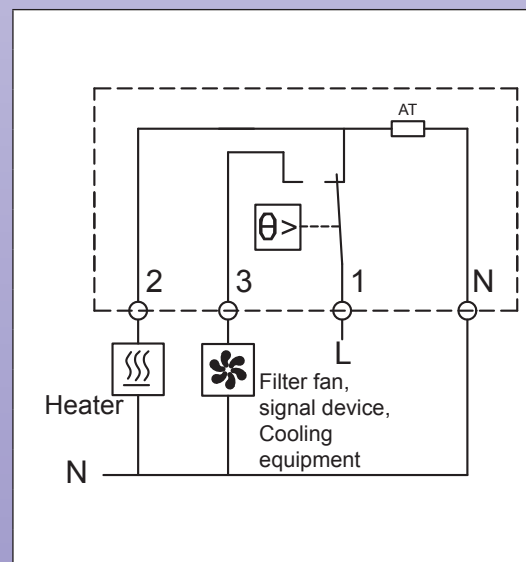 AT
θ>
2
3
1
N
L
Heater
Filter fan,
signal device,
Cooling
equipment
N